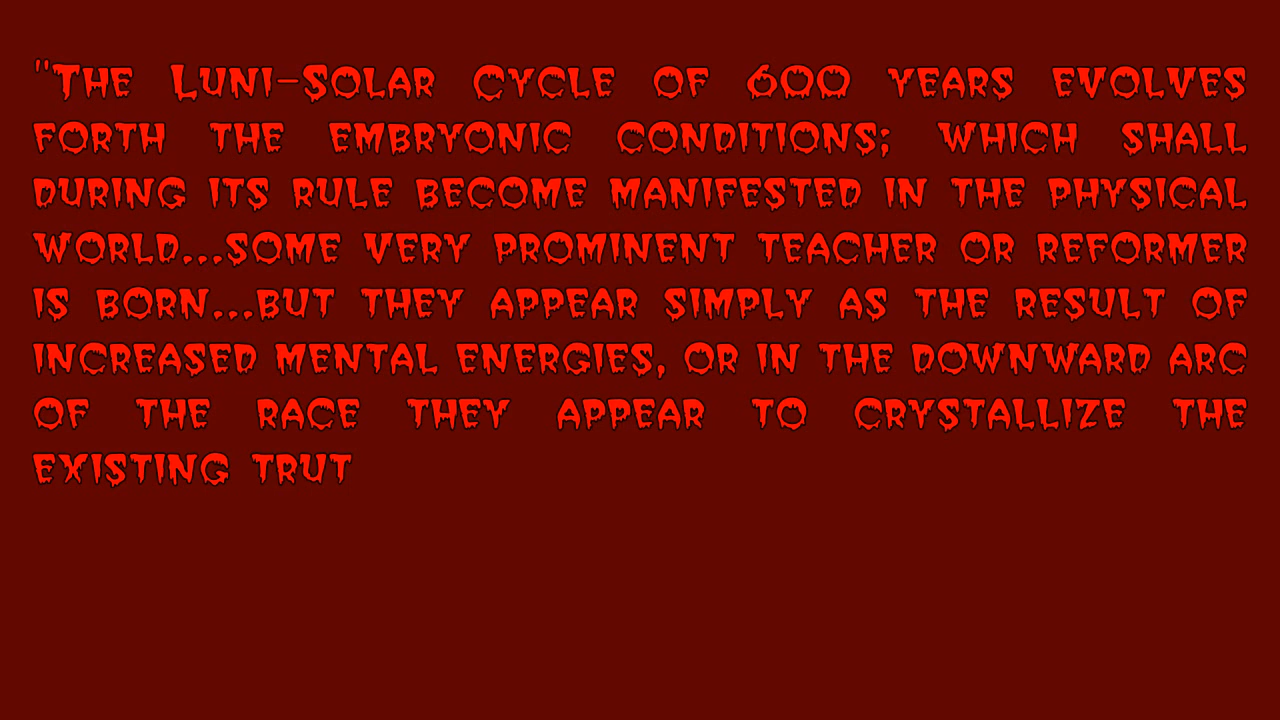 "The Luni-Solar Cycle of 600 years evolves
forth the embryonic conditions; which shall
during its rule become manifested in the physical
world...some very prominent teacher or reformer
is born...but they appear simply as the result of
increased mental energies, or in the downward arc
of the race they appear to crystallize the
existing trut